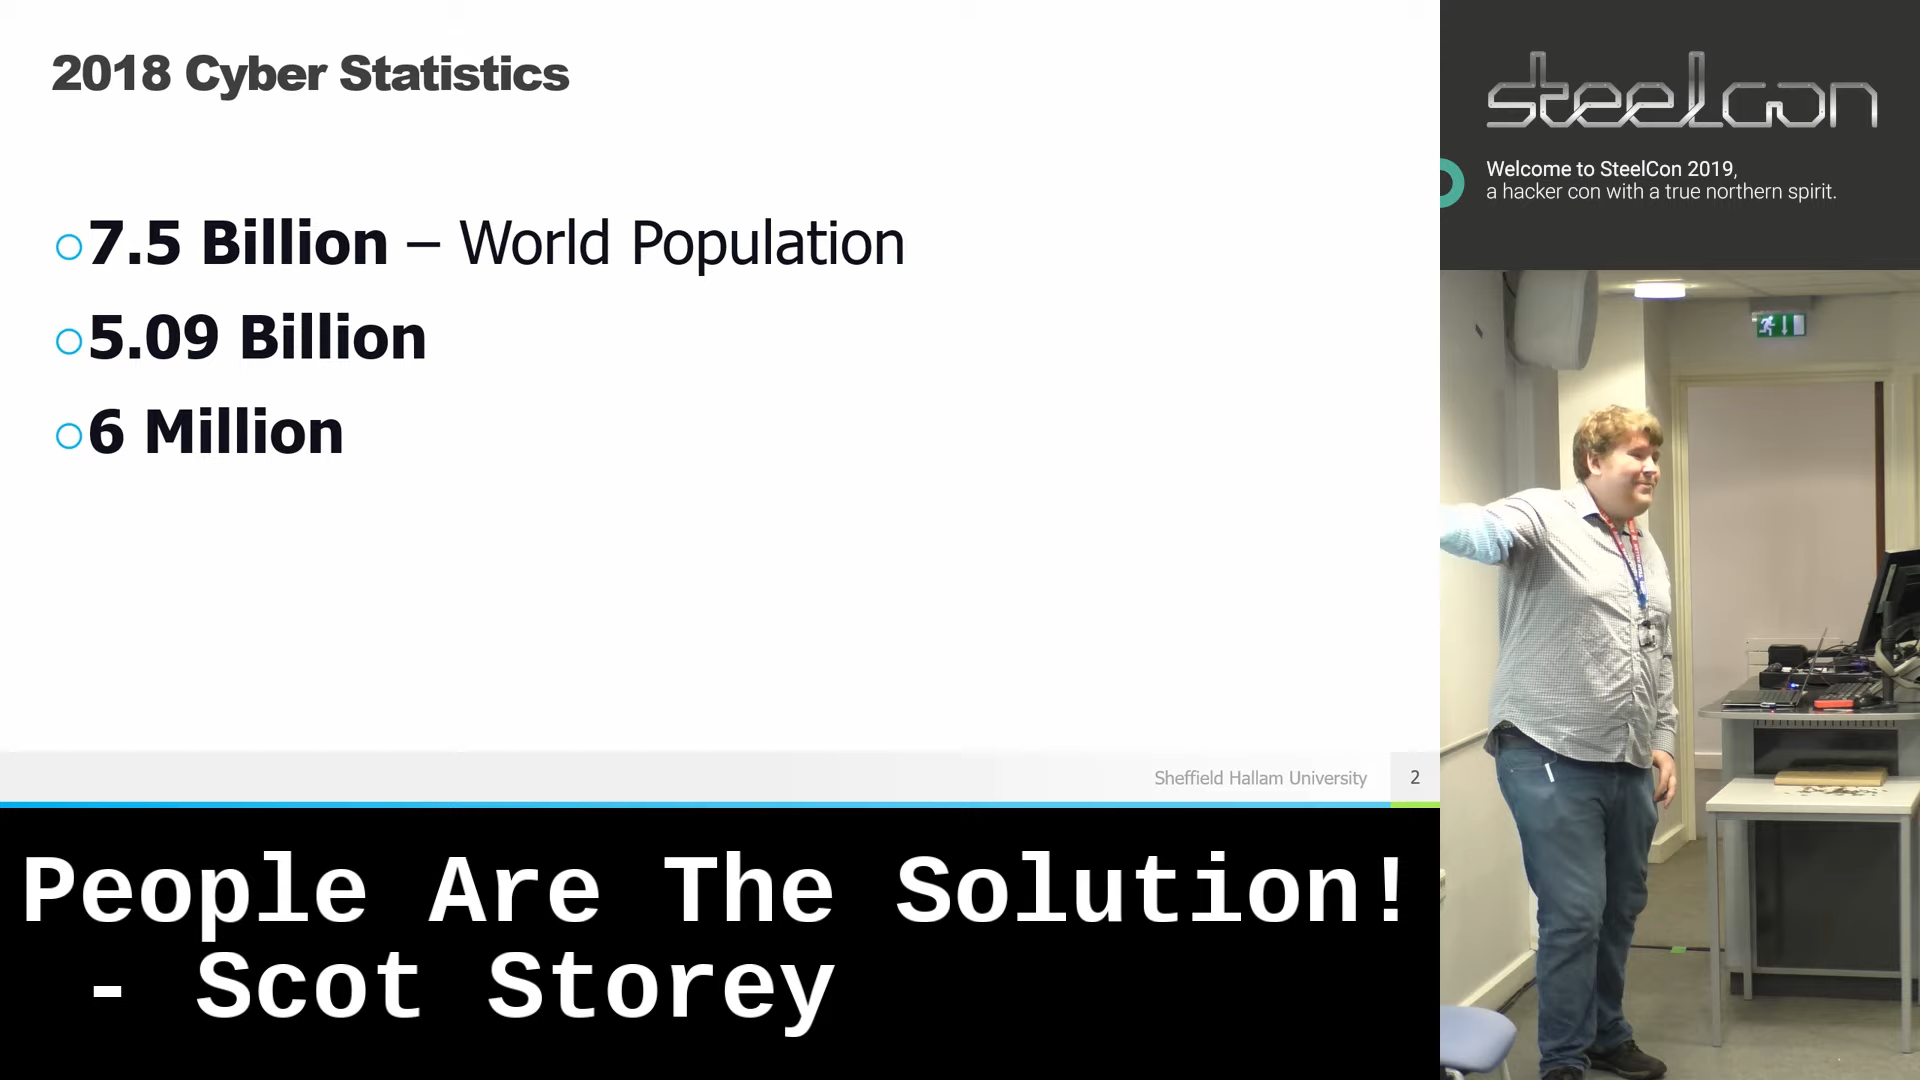 2018 Cyber Statistics
○7.5 Billion – World Population
○5.09 Billion
○6 Million
Sheffield Hallam University
2
steelcon
Welcome to SteelCon 2019,
a hacker con with a true northern spirit.
People Are The Solution!
- Scot Storey